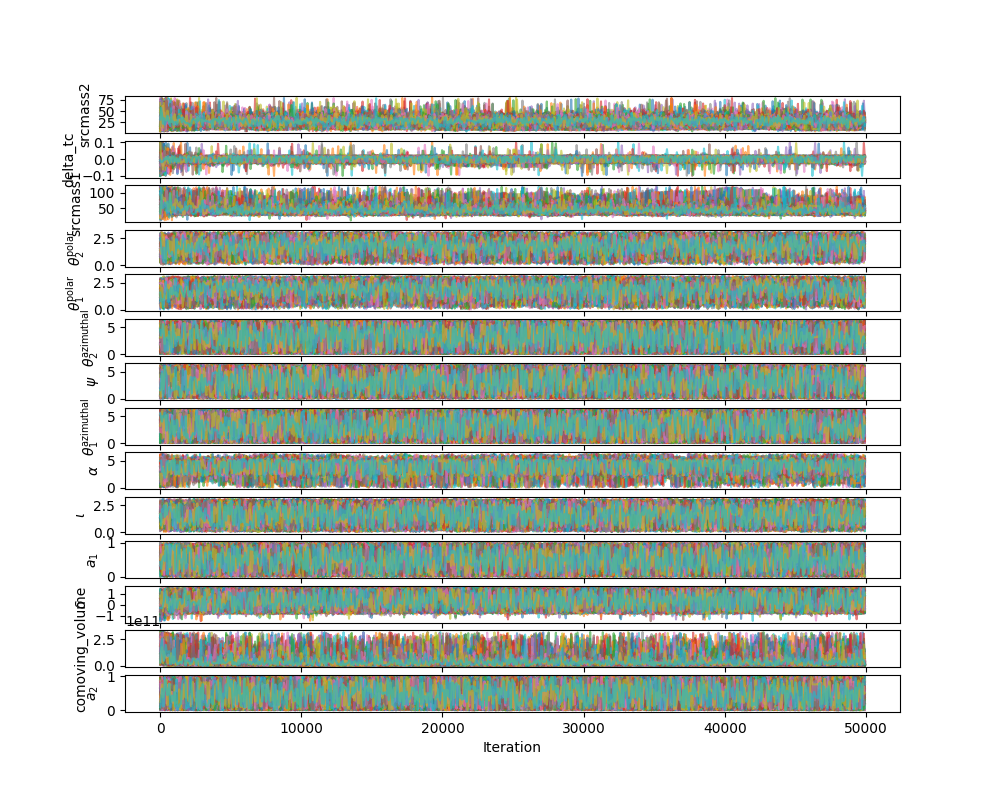 srcmass2
75
50
25
delta_tc
0.1
0.0
−0.1
srcmass1
100
50
θ₂^polar
2.5
0.0
θ₁^polar
2.5
0.0
θ₂^azimuthal
5
0
ψ
5
0
θ₁^azimuthal
5
0
α
5
0
ι
2.5
0.0
a₁
1
0
1
0
−1
comoving_volume
1e11
2.5
0.0
a₂
1
0
0
10000
20000
30000
40000
50000
Iteration